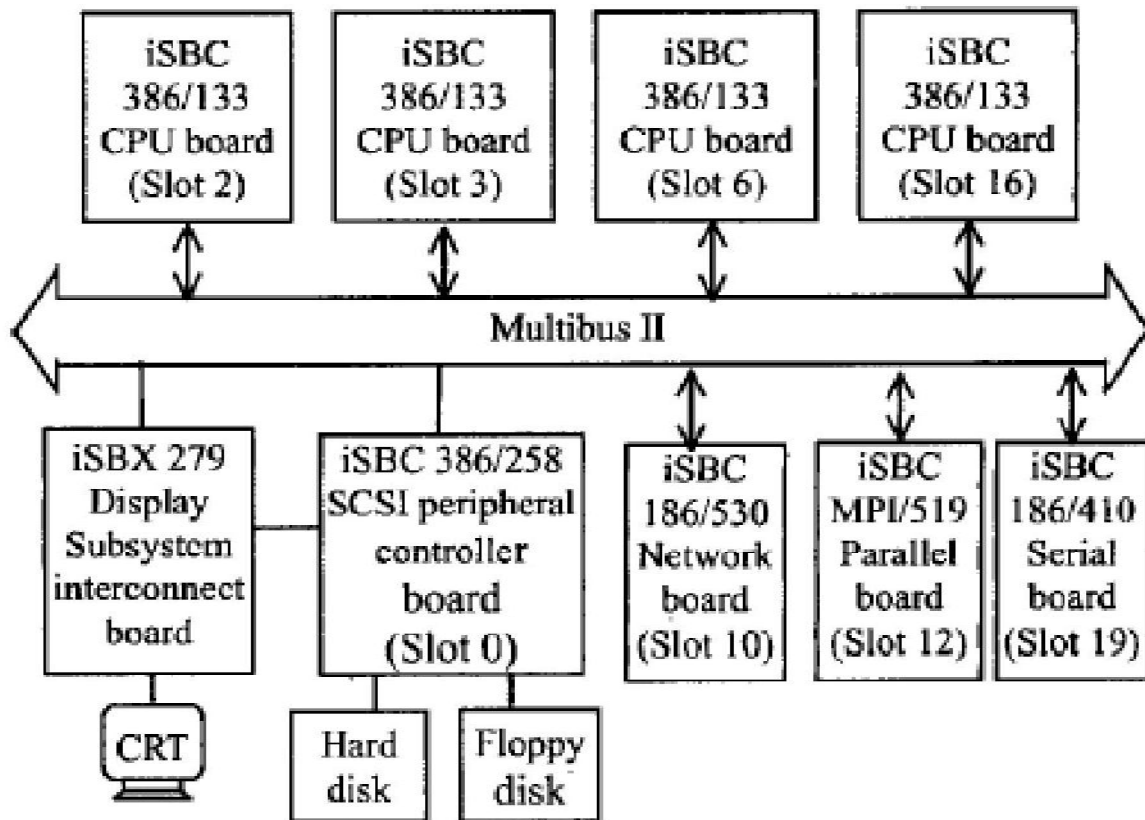 iSBC
386/133
CPU board
(Slot 2)
iSBC
386/133
CPU board
(Slot 3)
iSBC
386/133
CPU board
(Slot 6)
iSBC
386/133
CPU board
(Slot 16)
Multibus II
iSBX 279
Display
Subsystem
interconnect
board
iSBC 386/258
SCSI peripheral
controller
board
(Slot 0)
iSBC
186/530
Network
board
(Slot 10)
iSBC
MPI/519
Parallel
board
(Slot 12)
iSBC
186/410
Serial
board
(Slot 19)
CRT
Hard
disk
Floppy
disk